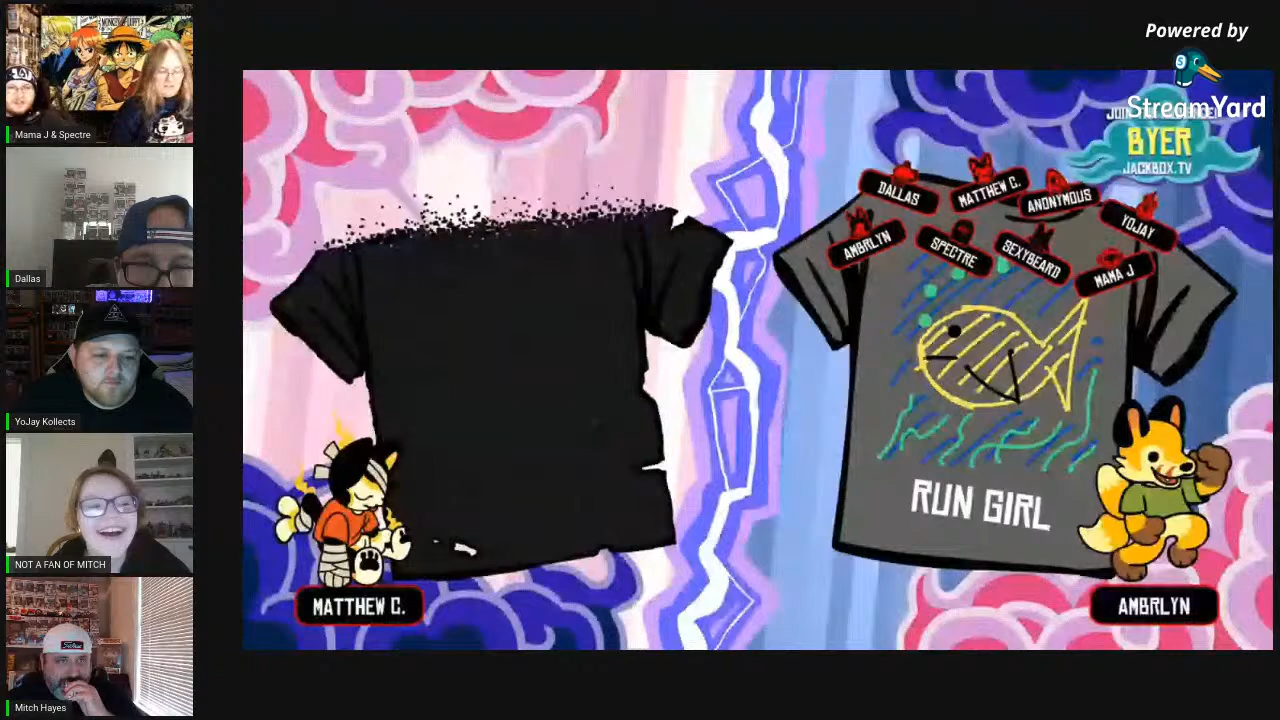 Powered by
StreamYard
BYER
JACKBOX.TV
Mama J & Spectre
Dallas
YoJay Kollects
NOT A FAN OF MITCH
Mitch Hayes
DALLAS
MATTHEW C.
ANONYMOUS
YOJAY
AMBRLYN
SPECTRE
SEXYBEARD
MAMA J
RUN GIRL
MATTHEW C.
AMBRLYN